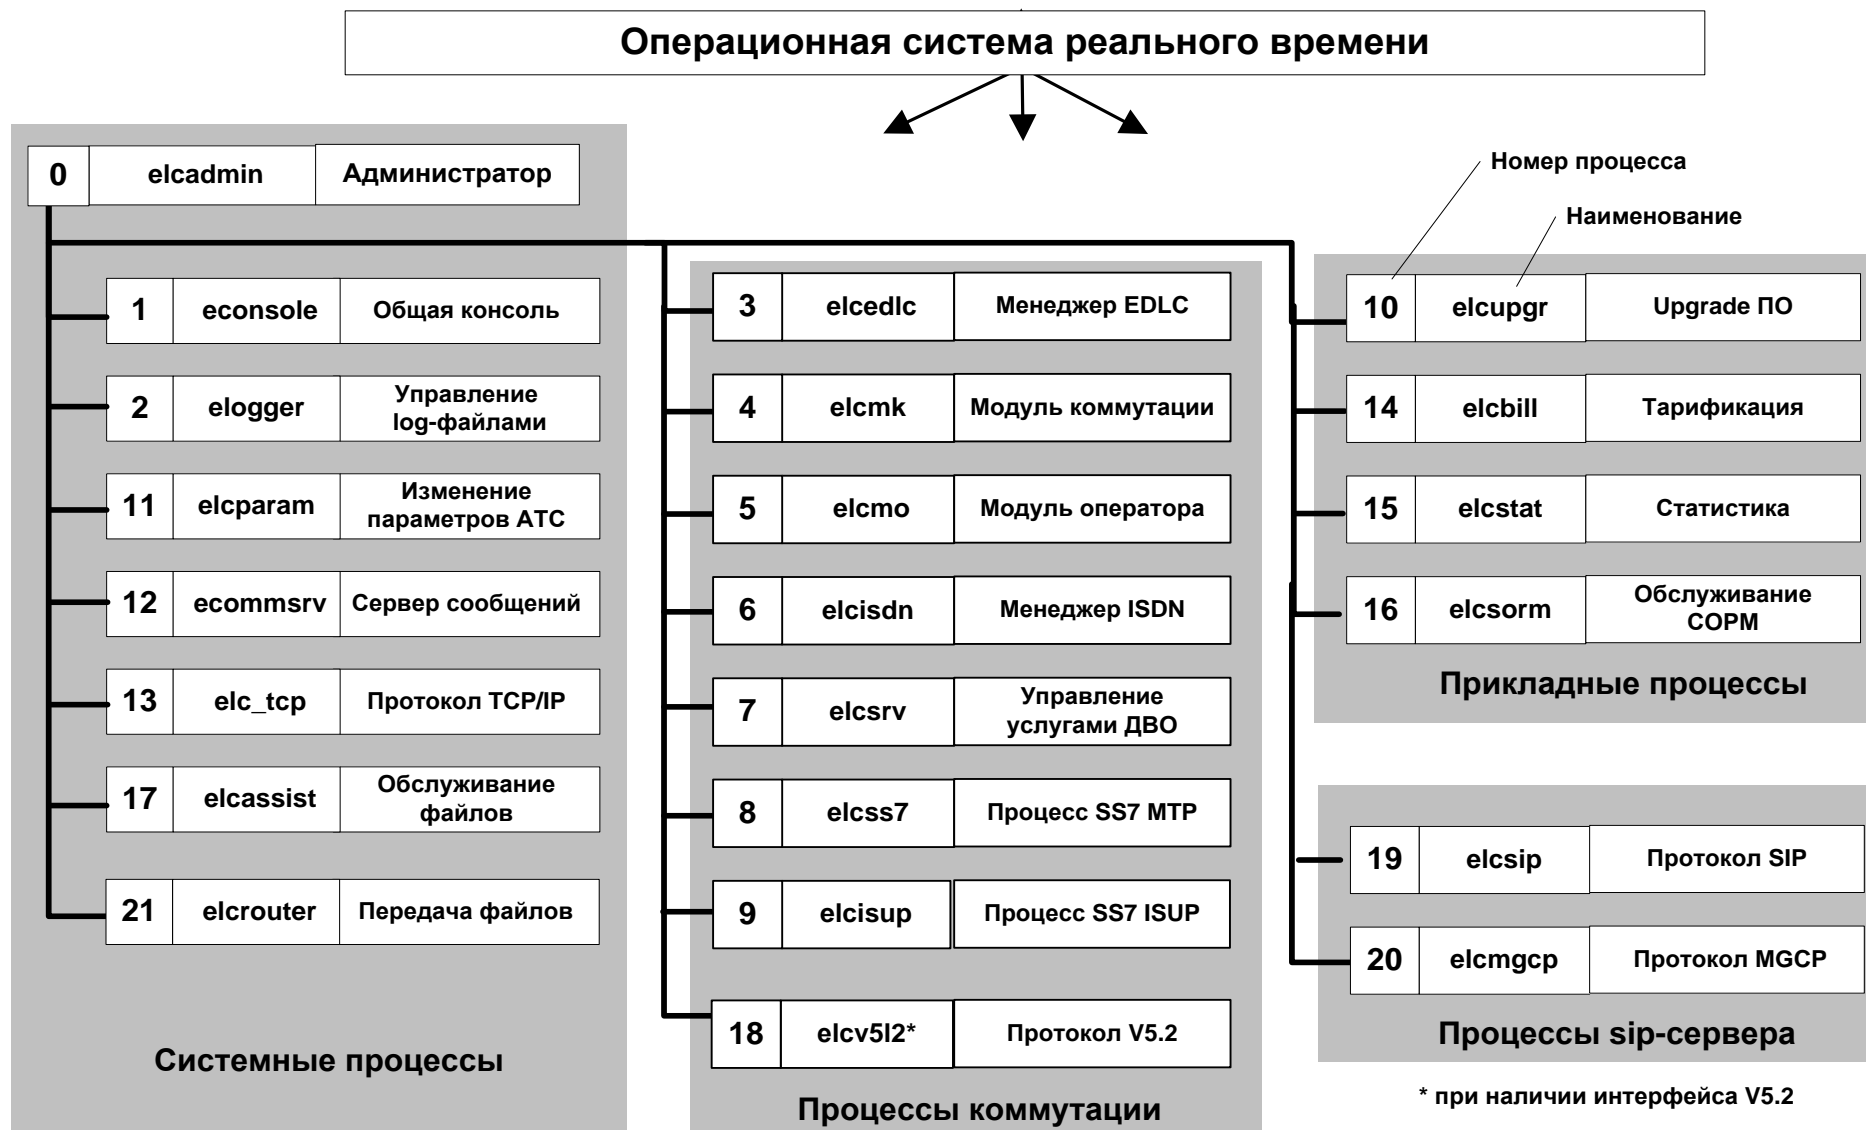 Операционная система реального времени
0 elcadmin Администратор
1 econsole Общая консоль
2 elogger Управление
log-файлами
11 elcparam Изменение
параметров АТС
12 ecommsrv Сервер сообщений
13 elc_tcp Протокол TCP/IP
17 elcassist Обслуживание
файлов
21 elcrouter Передача файлов
Системные процессы
3 elcedlc Менеджер EDLC
4 elcmk Модуль коммутации
5 elcmo Модуль оператора
6 elcisdn Менеджер ISDN
7 elcsrv Управление
услугами ДВО
8 elcss7 Процесс SS7 MTP
9 elcisup Процесс SS7 ISUP
18 elcv5l2* Протокол V5.2
Процессы коммутации
Номер процесса
Наименование
10 elcupgr Upgrade ПО
14 elcbill Тарификация
15 elcstat Статистика
16 elcsorm Обслуживание
СОРМ
Прикладные процессы
19 elcsip Протокол SIP
20 elcmgcp Протокол MGCP
Процессы sip-сервера
* при наличии интерфейса V5.2